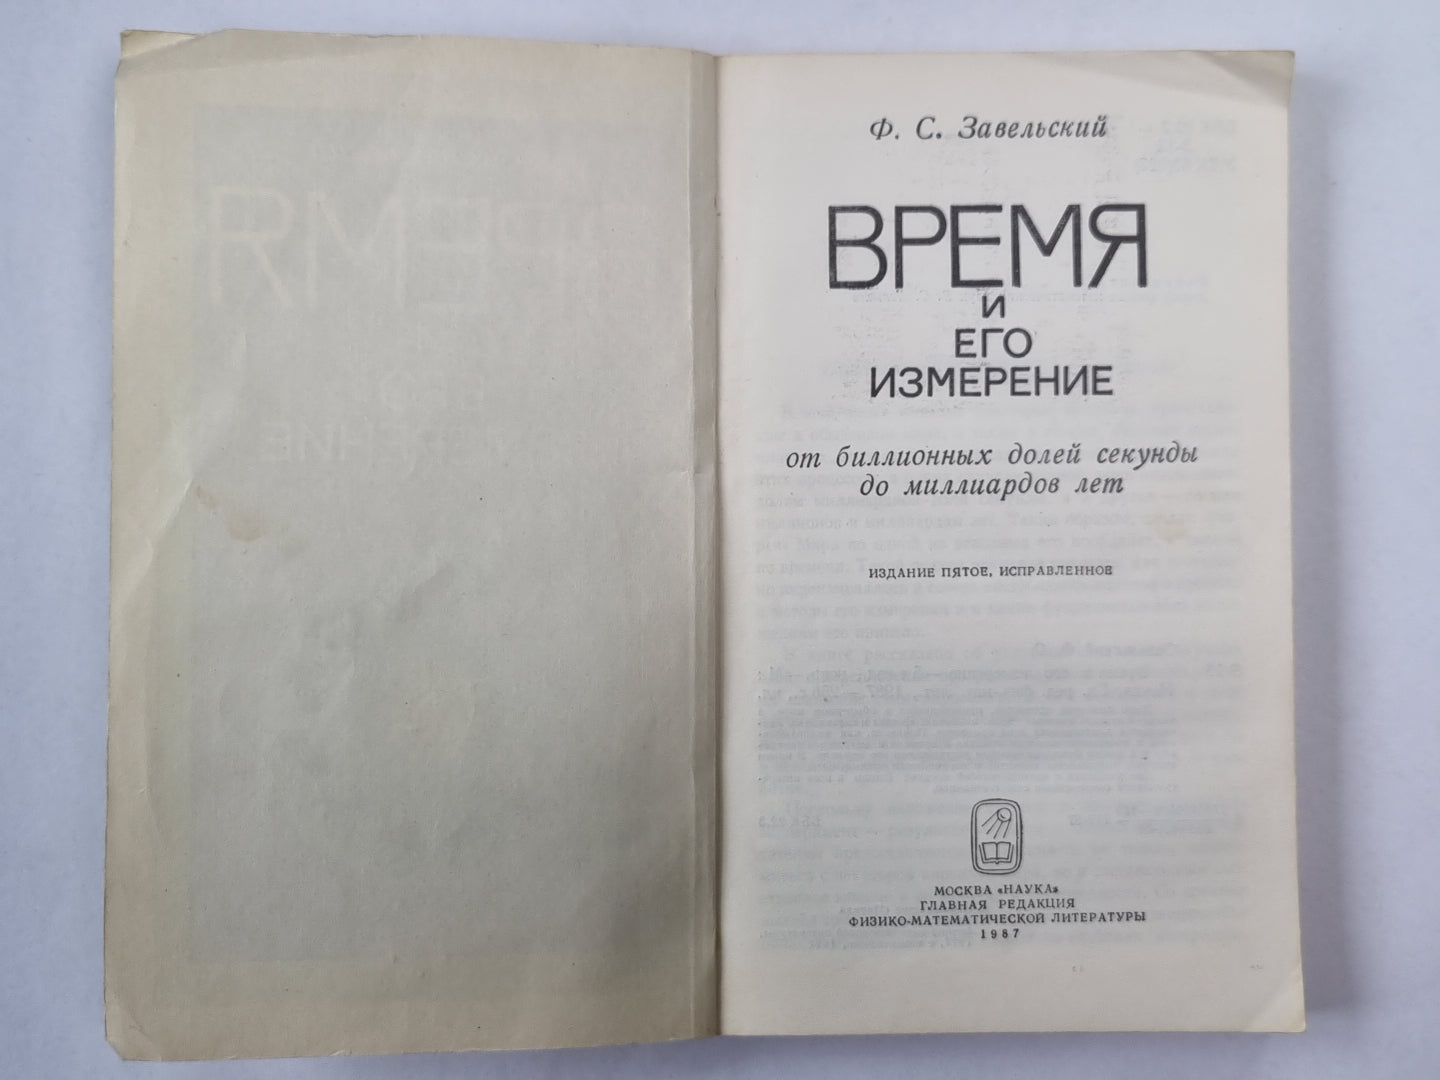 Ф. С. Завельский
ВРЕМЯ
И
ЕГО
ИЗМЕРЕНИЕ
от биллионных долей секунды
до миллиардов лет
ИЗДАНИЕ ПЯТОЕ, ИСПРАВЛЕННОЕ
МОСКВА «НАУКА»
ГЛАВНАЯ РЕДАКЦИЯ
ФИЗИКО-МАТЕМАТИЧЕСКОЙ ЛИТЕРАТУРЫ
1987